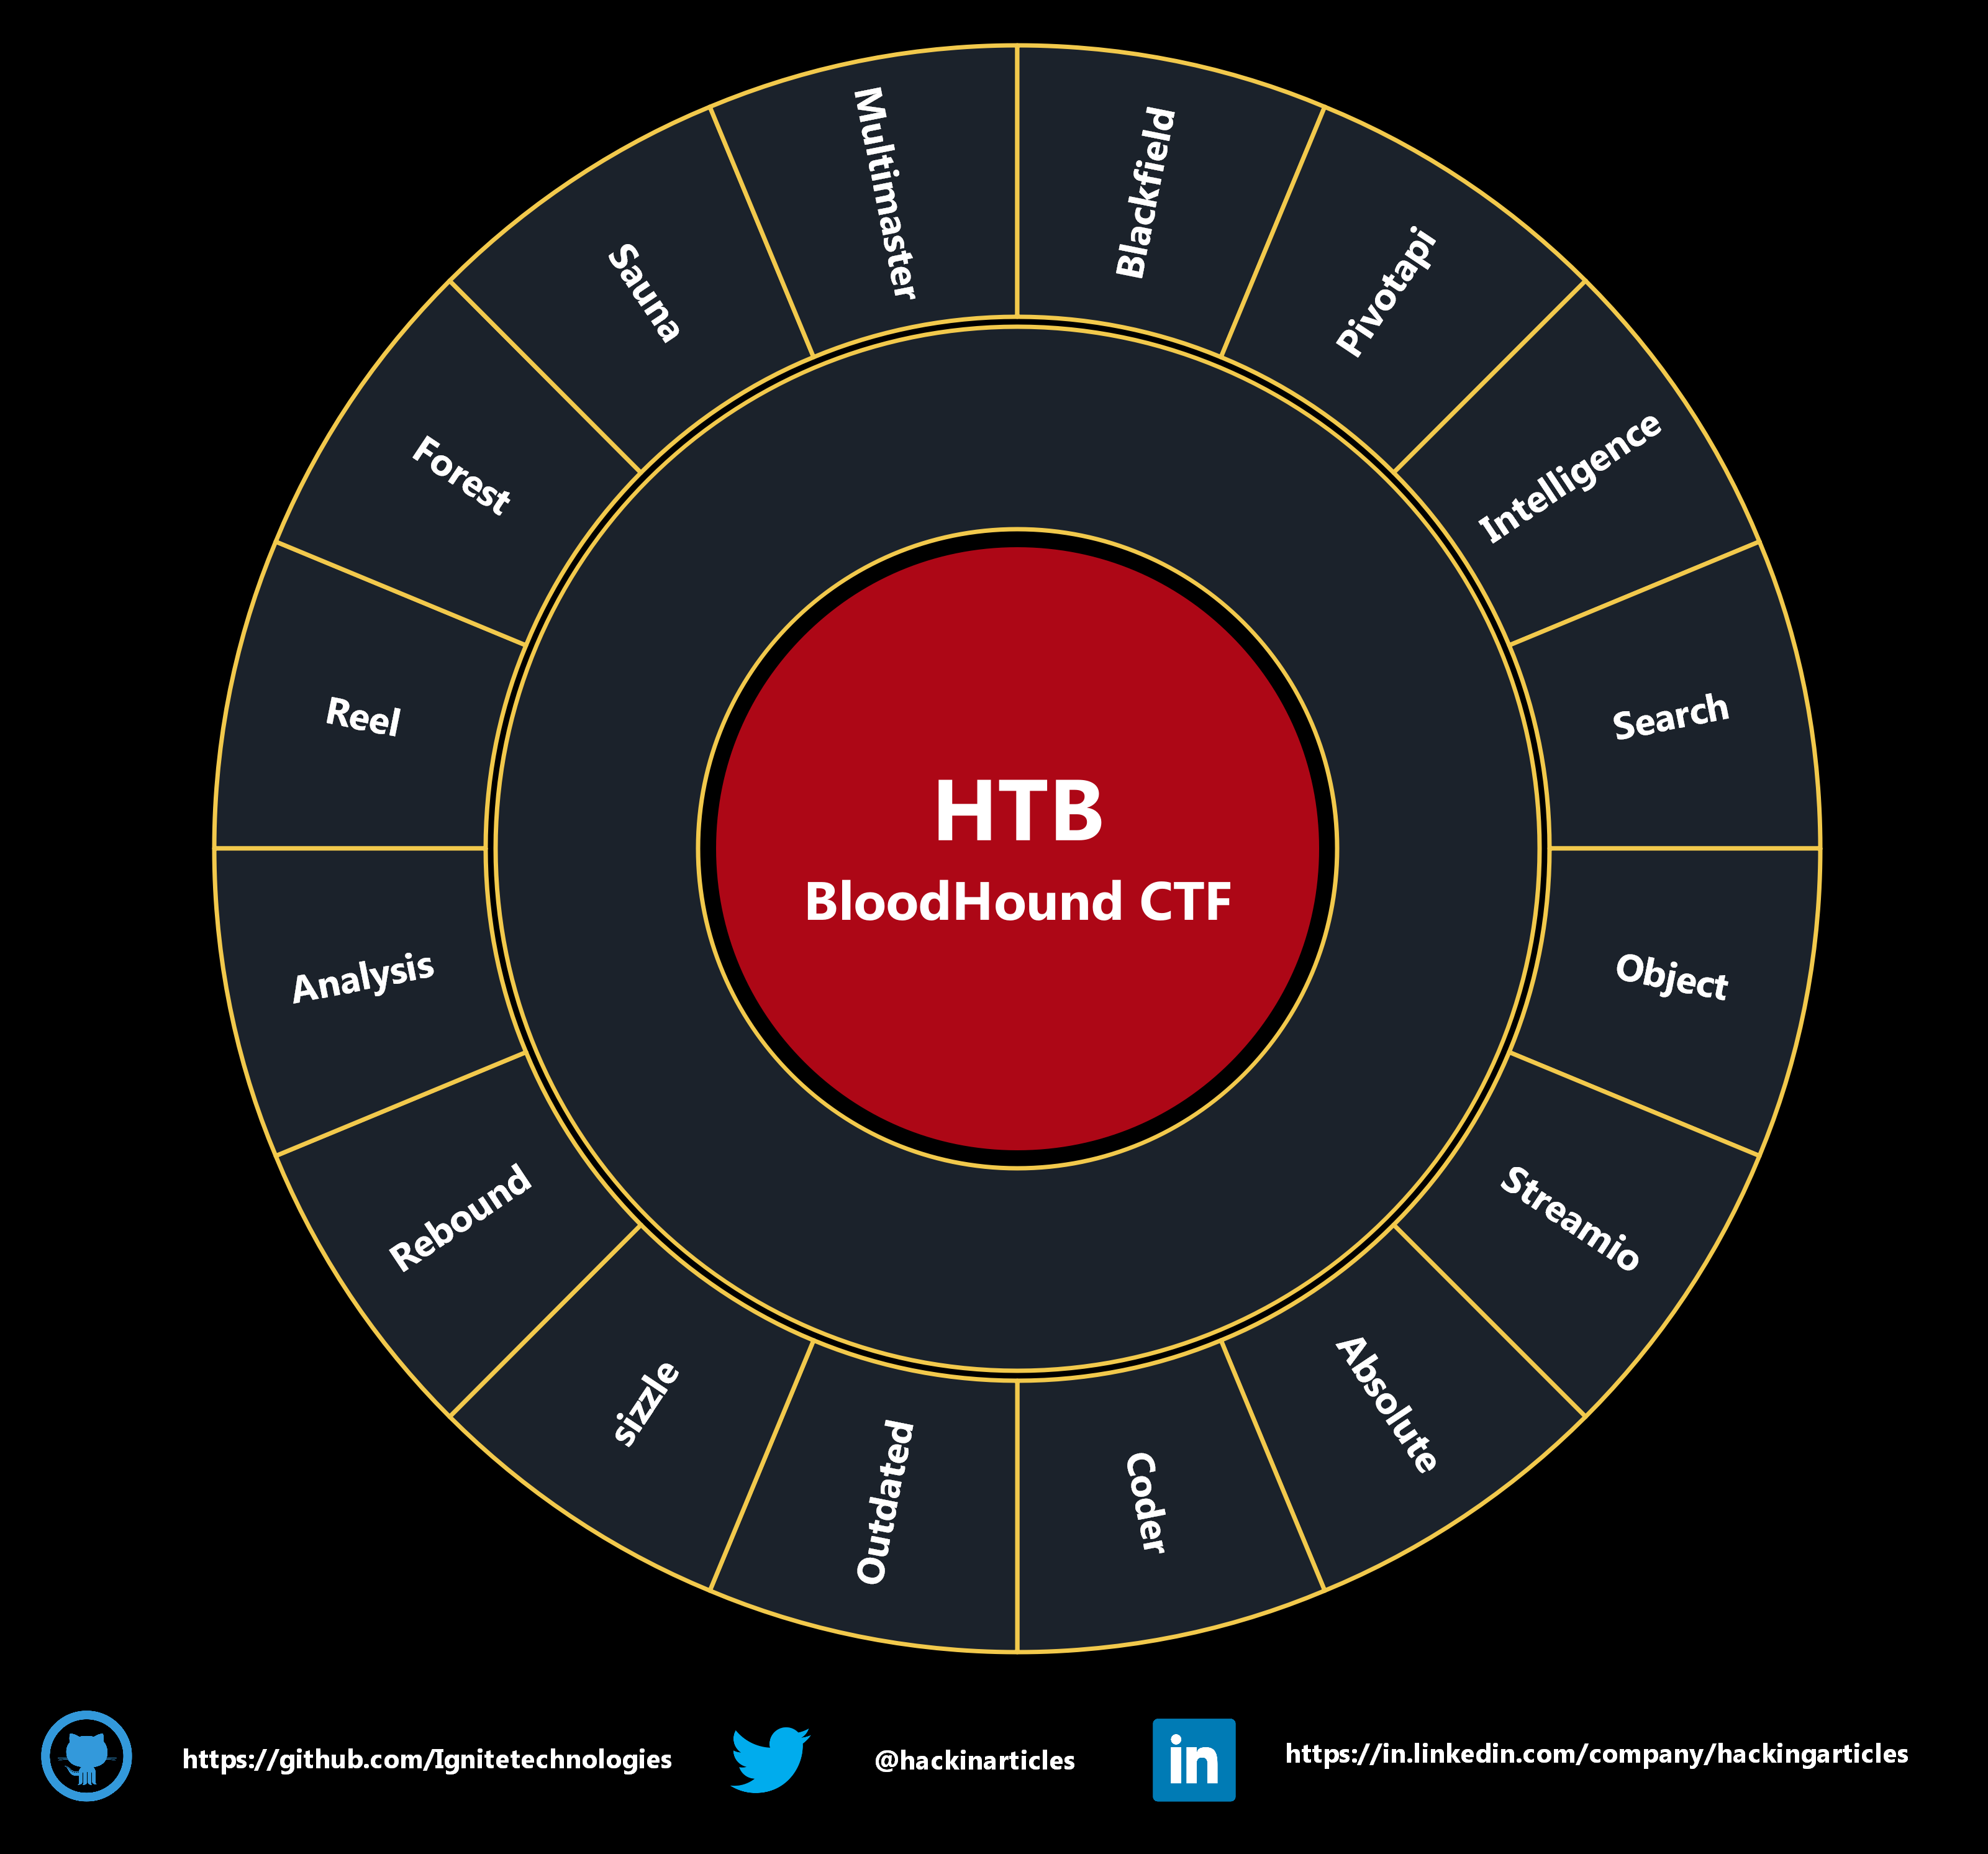 Blackfield
Pivotapi
Intelligence
Search
Object
Streamio
Absolute
Coder
Outdated
sizzle
Rebound
Analysis
Reel
Forest
Sauna
Multimaster
HTB
BloodHound CTF
https://github.com/Ignitetechnologies
@hackinarticles
in
https://in.linkedin.com/company/hackingarticles